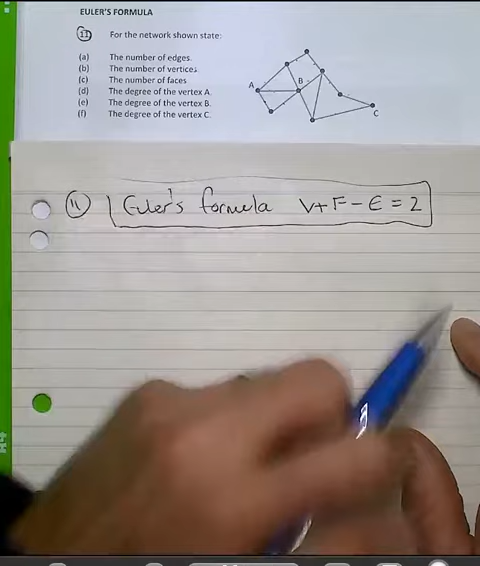 EULER'S FORMULA
11 For the network shown state:
(a) The number of edges.
(b) The number of vertices
(c) The number of faces
(d) The degree of the vertex A.
(e) The degree of the vertex B.
(f) The degree of the vertex C.
A
B
C
11 Euler's formula V+F-E=2